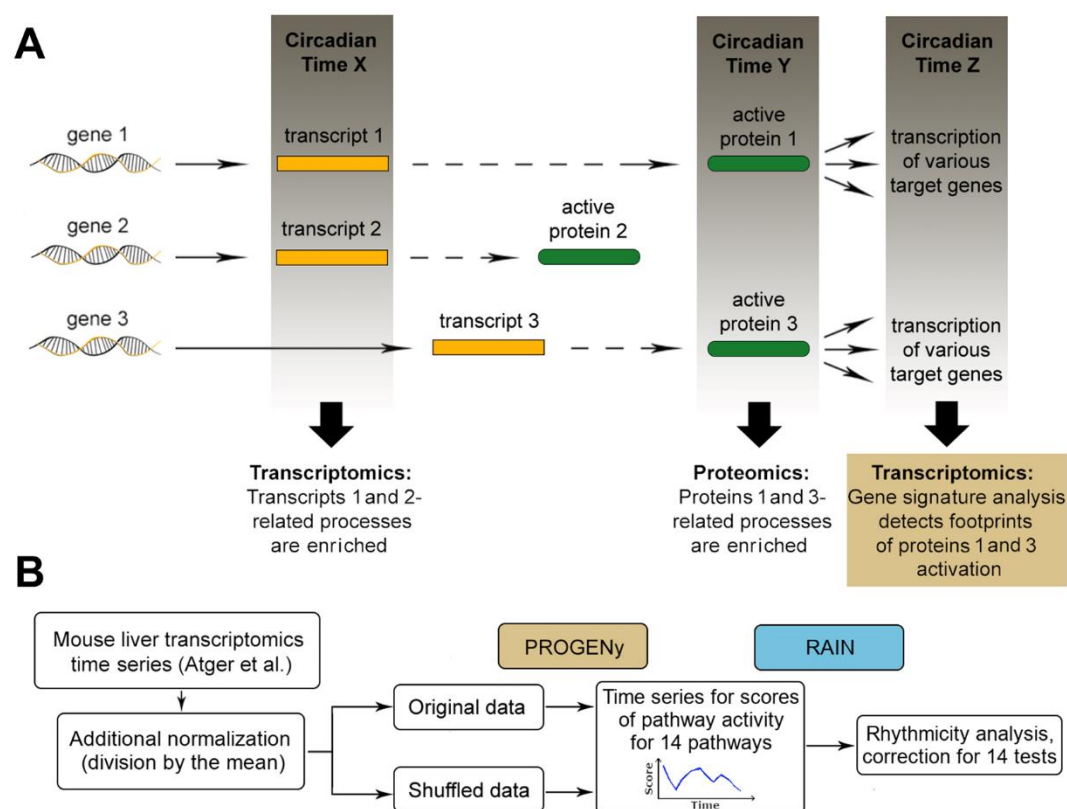 A
Circadian
Time X
Circadian
Time Y
Circadian
Time Z
gene 1
transcript 1
active
protein 1
transcription
of various
target genes
gene 2
transcript 2
active
protein 2
gene 3
transcript 3
active
protein 3
transcription
of various
target genes
Transcriptomics:
Transcripts 1 and 2-
related processes
are enriched
Proteomics:
Proteins 1 and 3-
related processes
are enriched
Transcriptomics:
Gene signature analysis
detects footprints
of proteins 1 and 3
activation
B
Mouse liver transcriptomics
time series (Atger et al.)
Additional normalization
(division by the mean)
Original data
Shuffled data
PROGENy
Time series for scores
of pathway activity
for 14 pathways
Score
Time
RAIN
Rhythmicity analysis,
correction for 14 tests